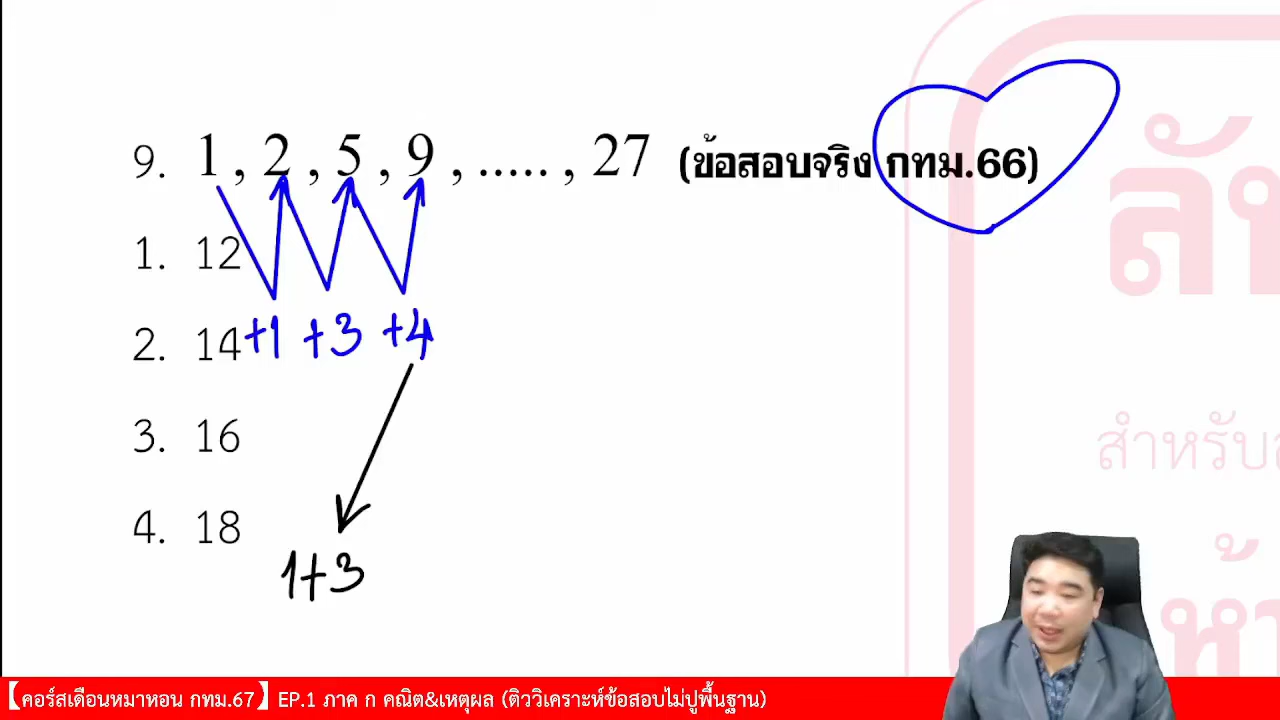 9. 1 , 2 , 5 , 9 , ..... , 27 (ข้อสอบจริง กทม.66)
1. 12
2. 14
+1 +3 +4
3. 16
4. 18
1+3
สำหรับ
【คอร์สเดือนหมาหอน กทม.67】EP.1 ภาค ก คณิต&เหตุผล (ติววิเคราะห์ข้อสอบไม่ปูพื้นฐาน)